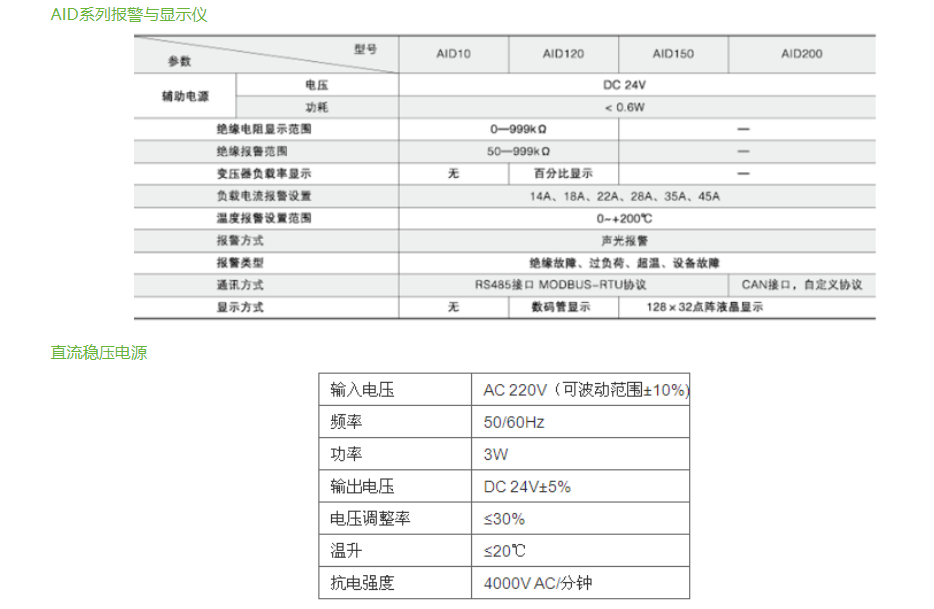 AID系列报警与显示仪
型号
参数 AID10 AID120 AID150 AID200
辅助电源 电压 DC 24V
功耗 < 0.6W
绝缘电阻显示范围 0—999kΩ —
绝缘报警范围 50—999kΩ —
变压器负载率显示 无 百分比显示 —
负载电流报警设置 14A、18A、22A、28A、35A、45A
温度报警设置范围 0~+200℃
报警方式 声光报警
报警类型 绝缘故障、过负荷、超温、设备故障
通讯方式 RS485接口 MODBUS-RTU协议 CAN接口，自定义协议
显示方式 无 数码管显示 128×32点阵液晶显示
直流稳压电源
输入电压 AC 220V（可波动范围±10%)
频率 50/60Hz
功率 3W
输出电压 DC 24V±5%
电压调整率 ≤30%
温升 ≤20℃
抗电强度 4000V AC/分钟